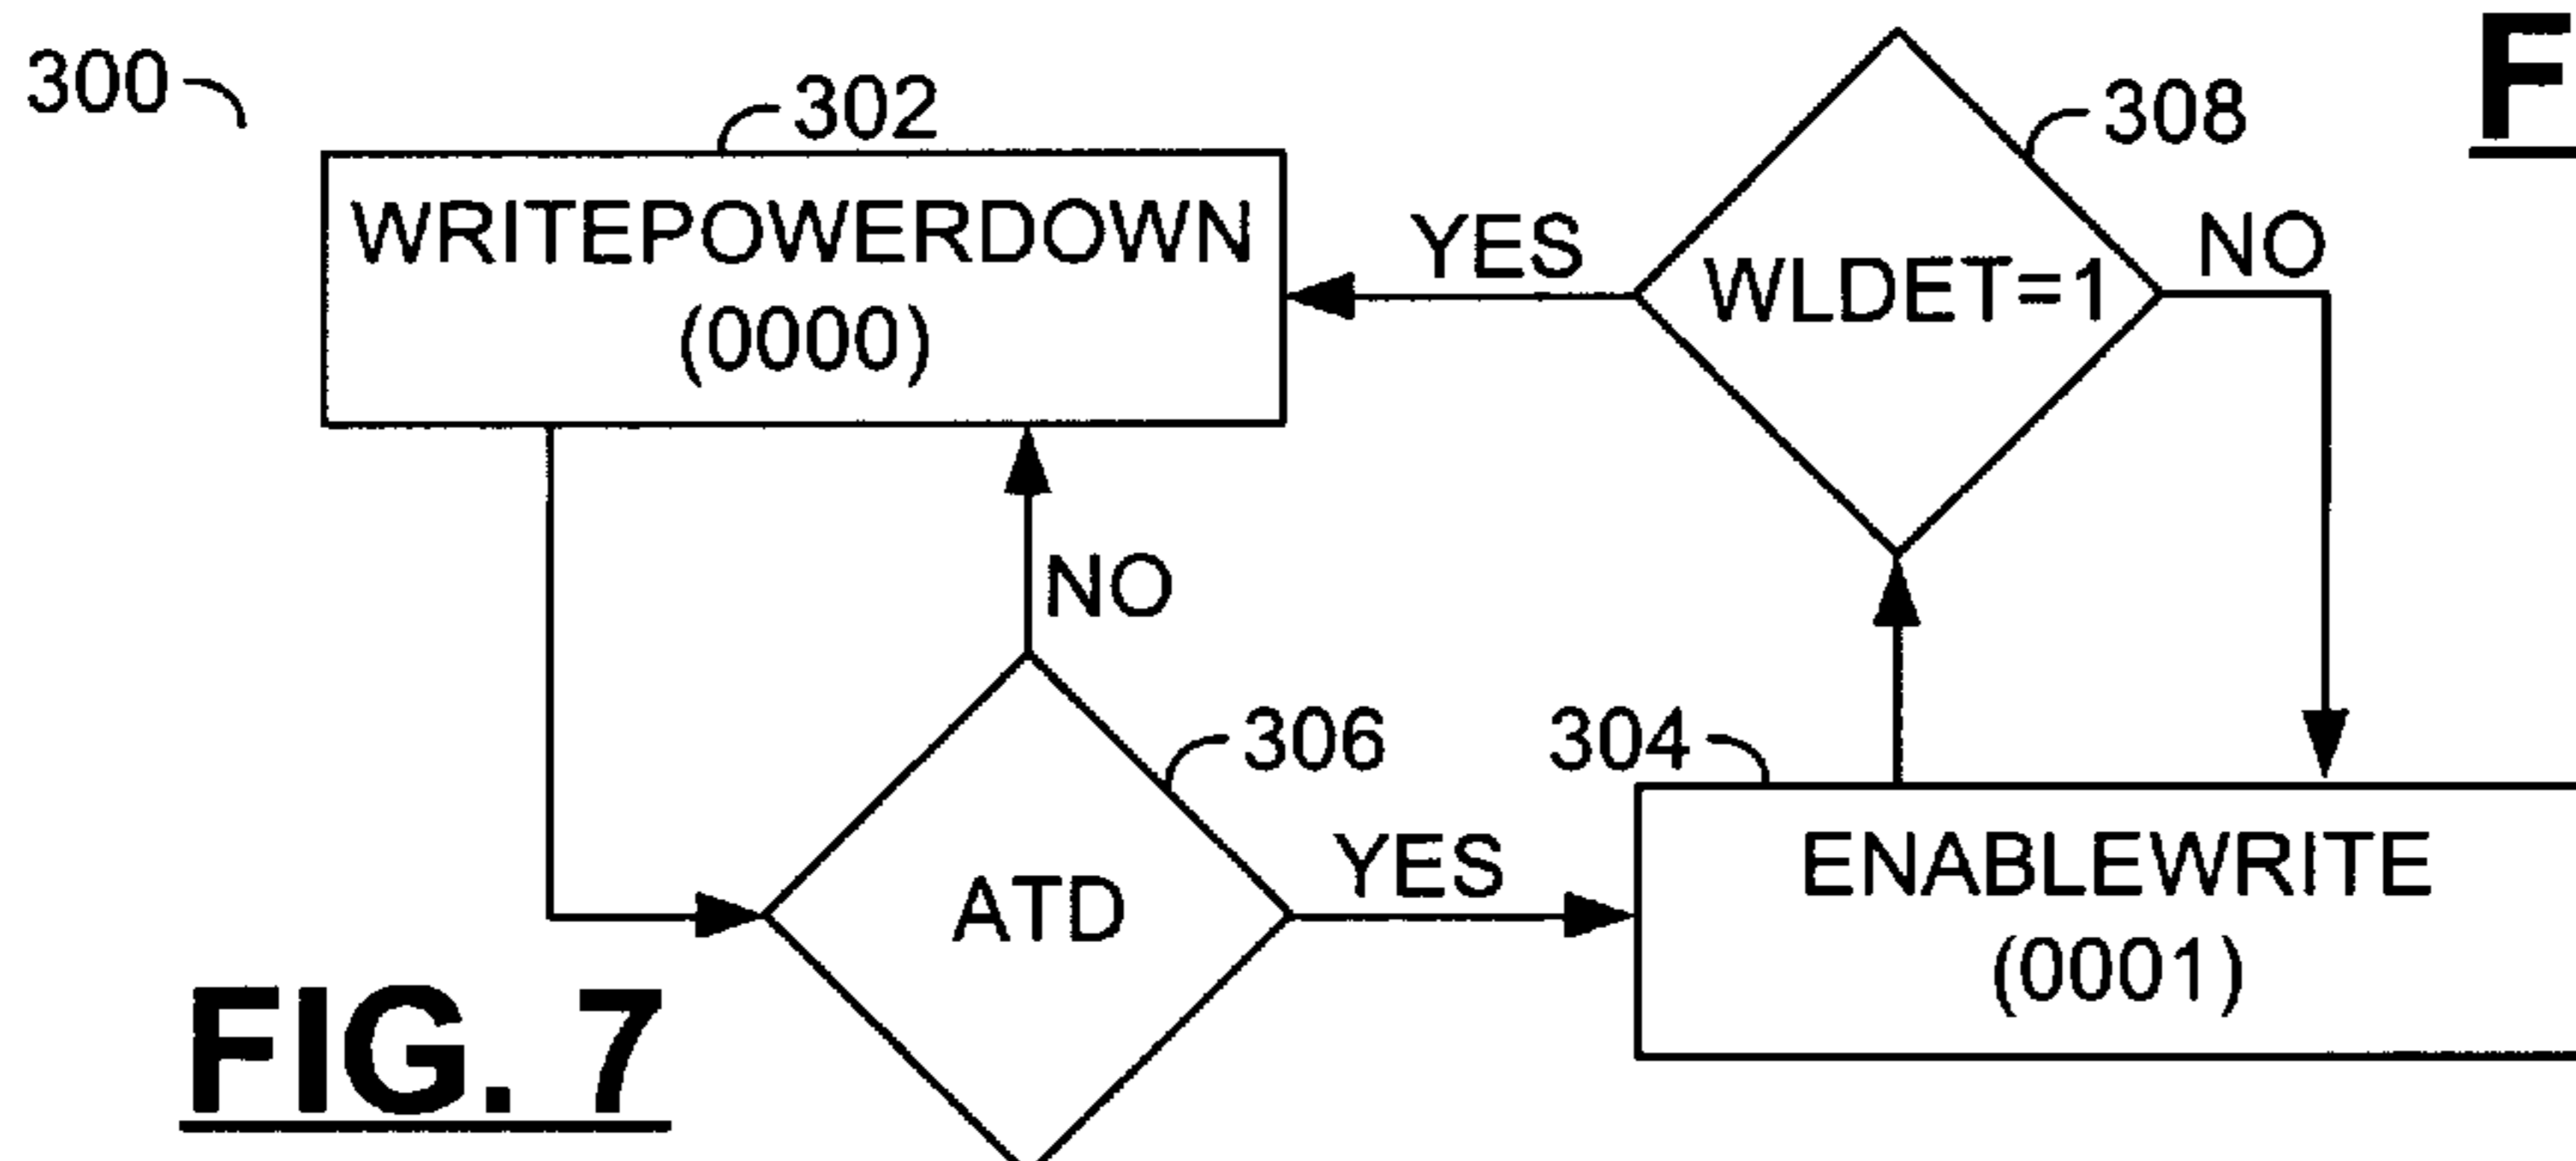 300
302
WRITEPOWERDOWN
(0000)
YES
308
WLDET=1
NO
F
NO
306
ATD
YES
304
ENABLEWRITE
(0001)
FIG. 7